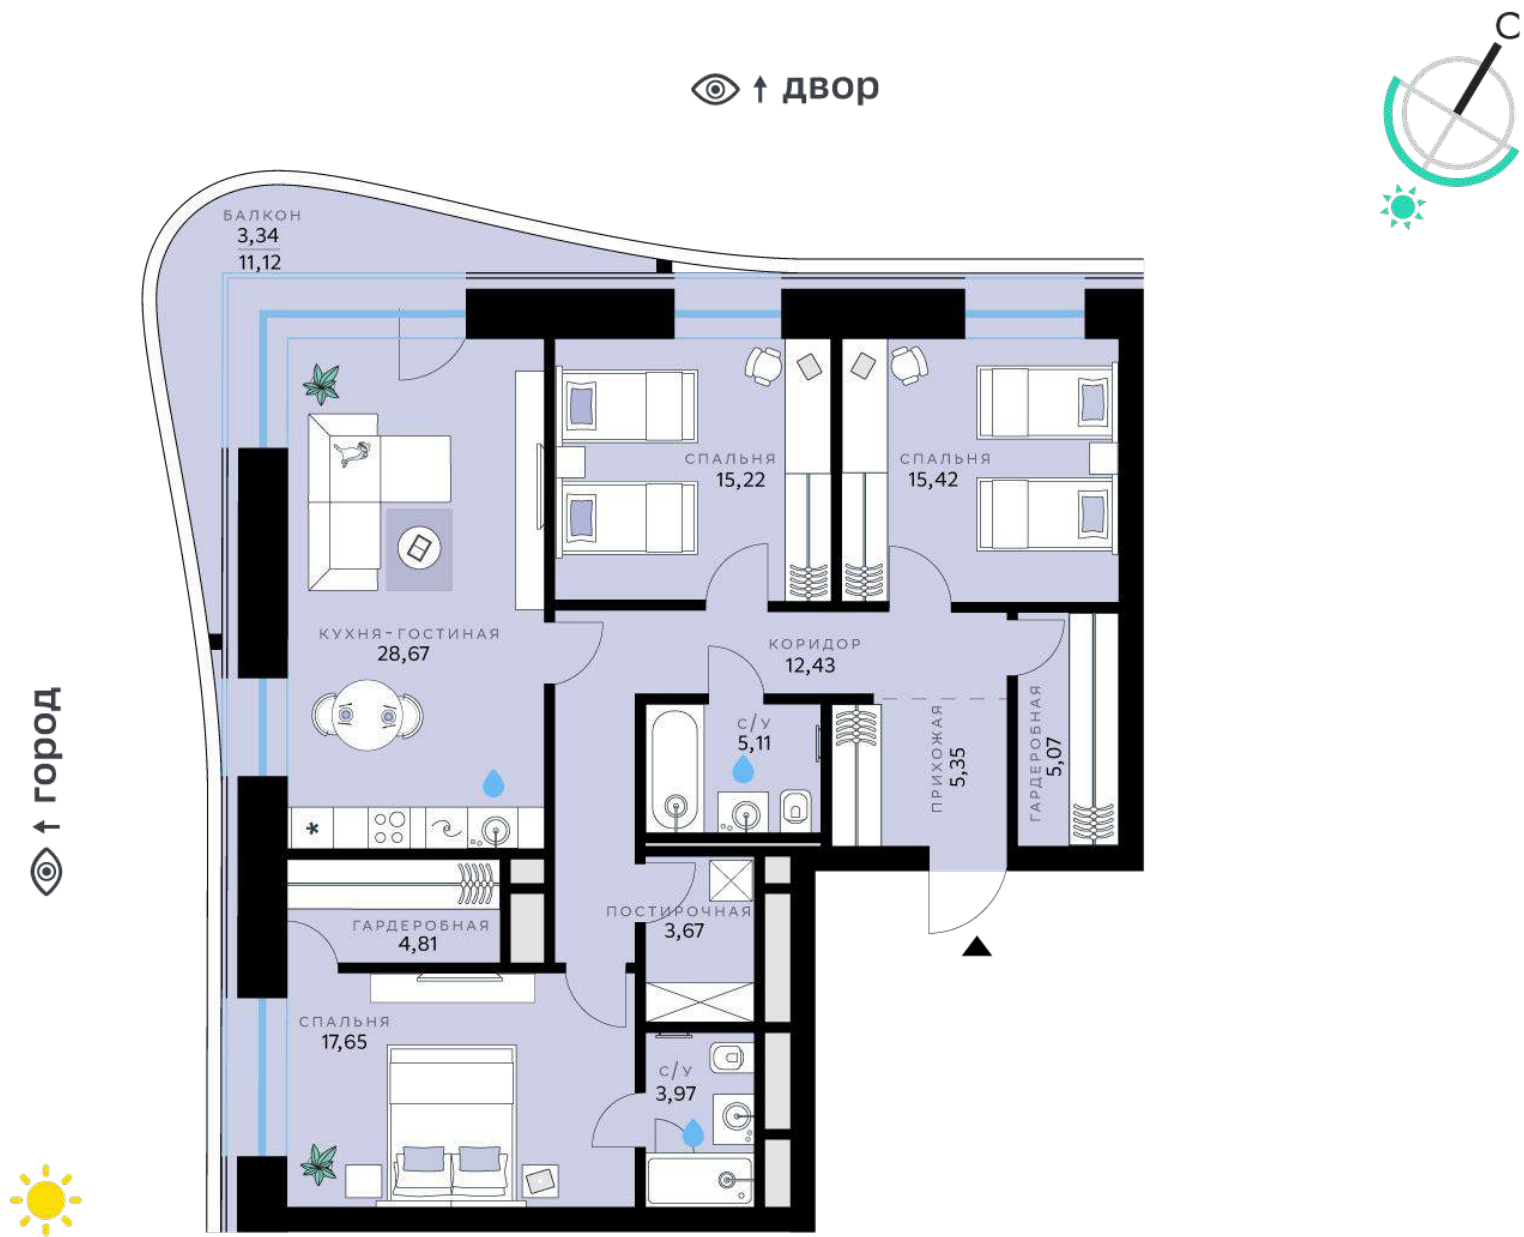 С
двор
БАЛКОН
3,34
11,12
СПАЛЬНЯ
15,22
СПАЛЬНЯ
15,42
КУХНЯ-ГОСТИНАЯ
28,67
КОРИДОР
12,43
город
С/У
5,11
ПРИХОЖАЯ
5,35
ГАРДЕРОБНАЯ
5,07
ГАРДЕРОБНАЯ
4,81
ПОСТИРОЧНАЯ
3,67
СПАЛЬНЯ
17,65
С/У
3,97